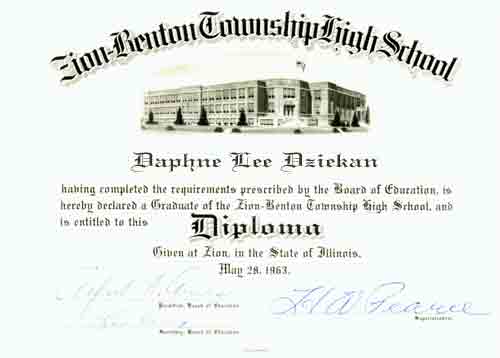 Zion-Benton Township High School
Daphne Lee Dziekan
having completed the requirements prescribed by the Board of Education, is
hereby declared a Graduate of the Zion-Benton Township High School, and
is entitled to this Diploma
Given at Zion, in the State of Illinois,
May 28, 1963.
President, Board of Education
H W Pearce
Superintendent
Secretary, Board of Education